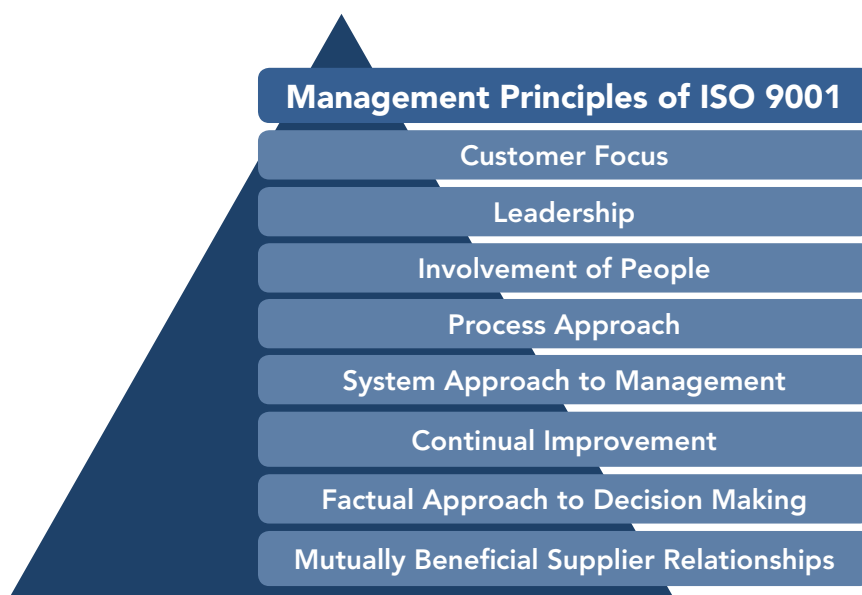 Management Principles of ISO 9001
Customer Focus
Leadership
Involvement of People
Process Approach
System Approach to Management
Continual Improvement
Factual Approach to Decision Making
Mutually Beneficial Supplier Relationships